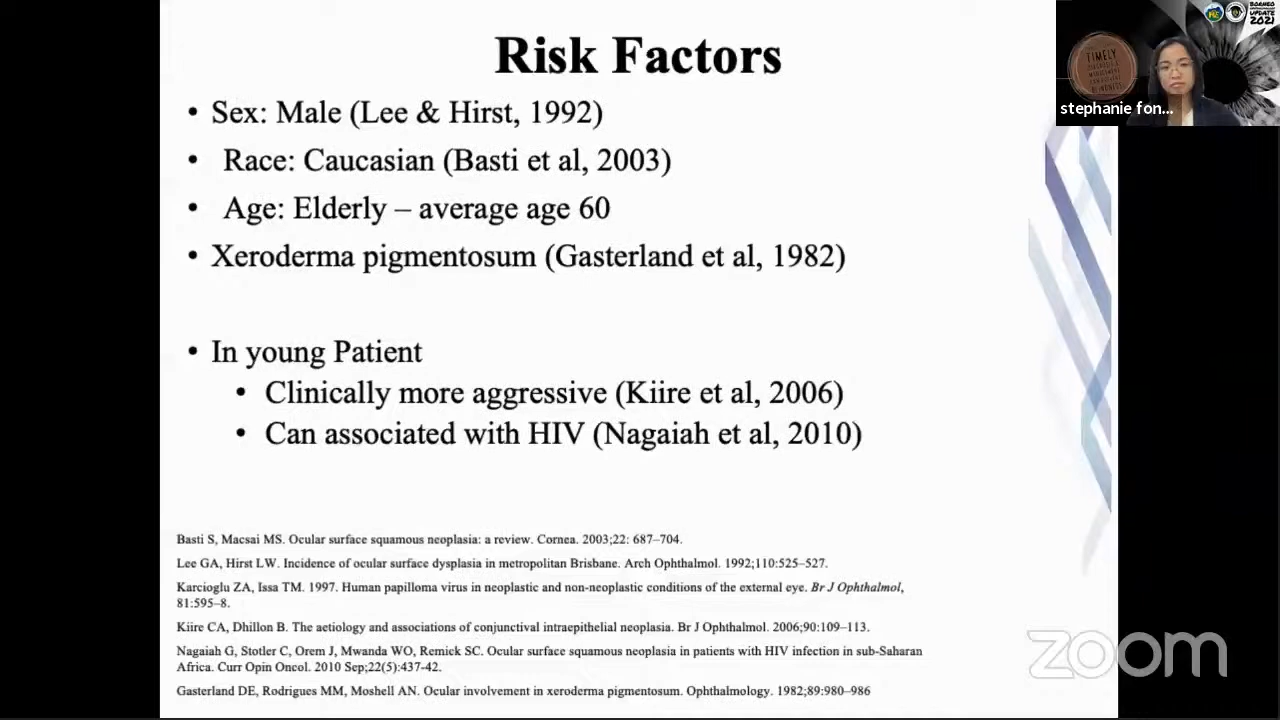 Risk Factors
• Sex: Male (Lee & Hirst, 1992)
• Race: Caucasian (Basti et al, 2003)
• Age: Elderly – average age 60
• Xeroderma pigmentosum (Gasterland et al, 1982)
• In young Patient
• Clinically more aggressive (Kiire et al, 2006)
• Can associated with HIV (Nagaiah et al, 2010)
Basti S, Macsai MS. Ocular surface squamous neoplasia: a review. Cornea. 2003;22: 687–704.
Lee GA, Hirst LW. Incidence of ocular surface dysplasia in metropolitan Brisbane. Arch Ophthalmol. 1992;110:525–527.
Karcioglu ZA, Issa TM. 1997. Human papilloma virus in neoplastic and non-neoplastic conditions of the external eye. Br J Ophthalmol,
81:595–8.
Kiire CA, Dhillon B. The aetiology and associations of conjunctival intraepithelial neoplasia. Br J Ophthalmol. 2006;90:109–113.
Nagaiah G, Stotler C, Orem J, Mwanda WO, Remick SC. Ocular surface squamous neoplasia in patients with HIV infection in sub-Saharan
Africa. Curr Opin Oncol. 2010 Sep;22(5):437-42.
Gasterland DE, Rodrigues MM, Moshell AN. Ocular involvement in xeroderma pigmentosum. Ophthalmology. 1982;89:980–986
BORNEO
UPDATE
2021
TIMELY
stephanie fon...
zoom